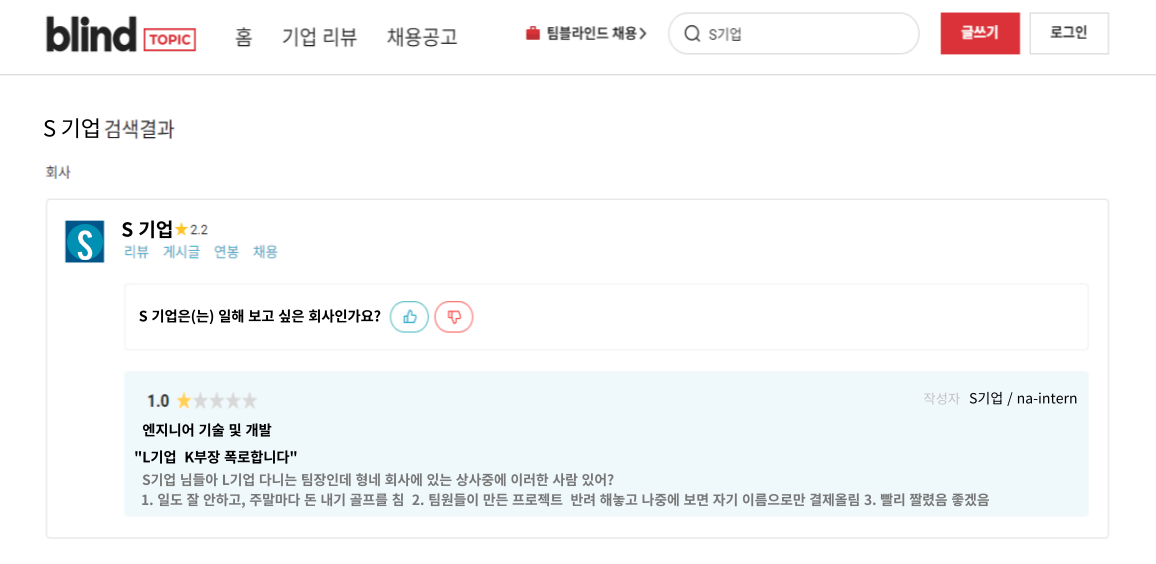 blind TOPIC 홈 기업 리뷰 채용공고 팀블라인드 채용> S기업 글쓰기 로그인
S 기업 검색결과
회사
S
S 기업 ★ 2.2
리뷰 게시글 연봉 채용
S 기업은(는) 일해 보고 싶은 회사인가요?
1.0 작성자 S기업 / na-intern
엔지니어 기술 및 개발
"L기업 K부장 폭로합니다"
S기업 님들아 L기업 다니는 팀장인데 형네 회사에 있는 상사중에 이러한 사람 있어?
1. 일도 잘 안하고, 주말마다 돈 내기 골프를 침 2. 팀원들이 만든 프로젝트 반려 해놓고 나중에 보면 자기 이름으로만 결제올림 3. 빨리 짤렸음 좋겠음